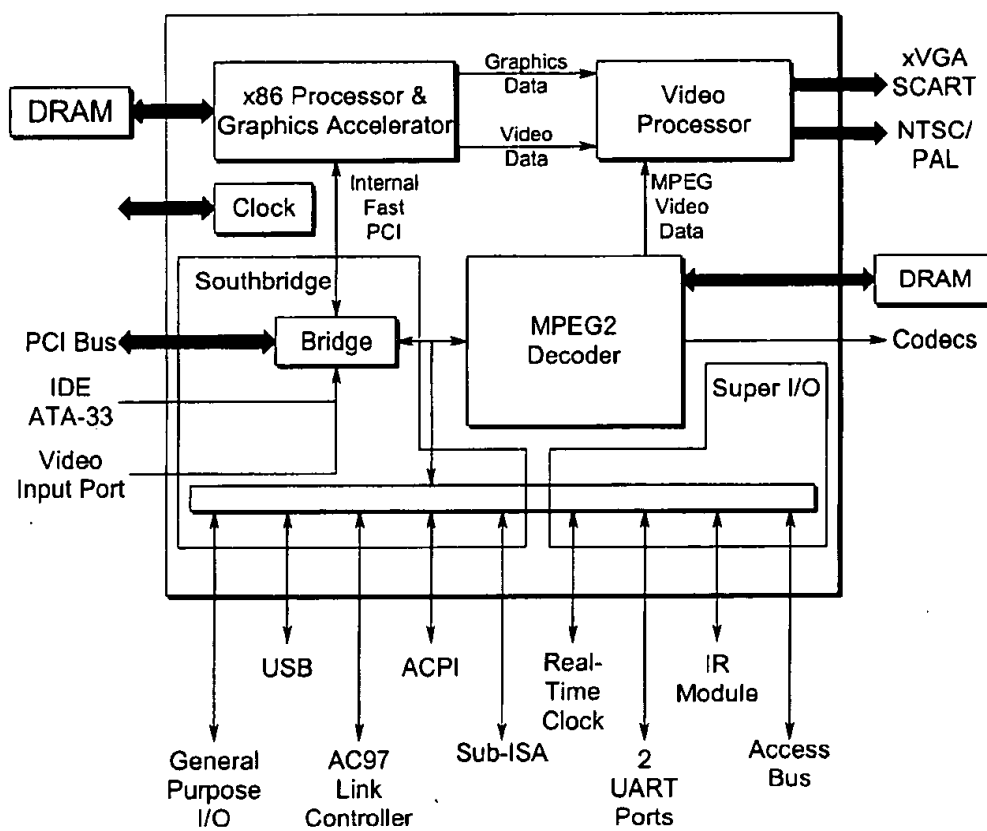 xVGA
SCART
NTSC/
PAL
DRAM
x86 Processor &
Graphics Accelerator
Graphics
Data
Video
Data
Video
Processor
Clock
Internal
Fast
PCI
MPEG
Video
Data
Southbridge
DRAM
PCI Bus
Bridge
MPEG2
Decoder
Codecs
IDE
ATA-33
Super I/O
Video
Input Port
USB
ACPI
Real-
Time
Clock
IR
Module
General
Purpose
I/O
AC97
Link
Controller
Sub-ISA
2
UART
Ports
Access
Bus